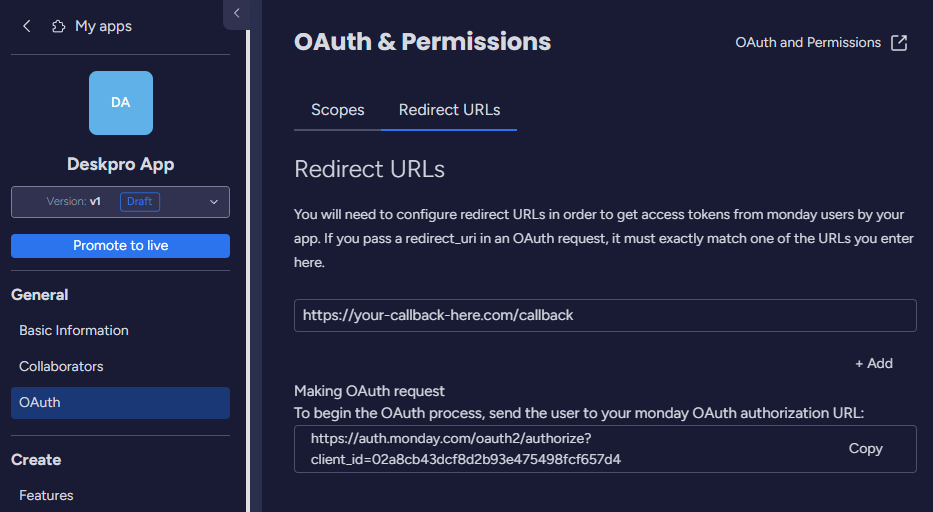 My apps
DA
Deskpro App
Version: v1 Draft
Promote to live
General
Basic Information
Collaborators
OAuth
Create
Features
OAuth & Permissions
OAuth and Permissions
Scopes
Redirect URLs
Redirect URLs
You will need to configure redirect URLs in order to get access tokens from monday users by your
app. If you pass a redirect_uri in an OAuth request, it must exactly match one of the URLs you enter
here.
https://your-callback-here.com/callback
+ Add
Making OAuth request
To begin the OAuth process, send the user to your monday OAuth authorization URL:
https://auth.monday.com/oauth2/authorize?
client_id=02a8cb43dcf8d2b93e475498fcf657d4
Copy